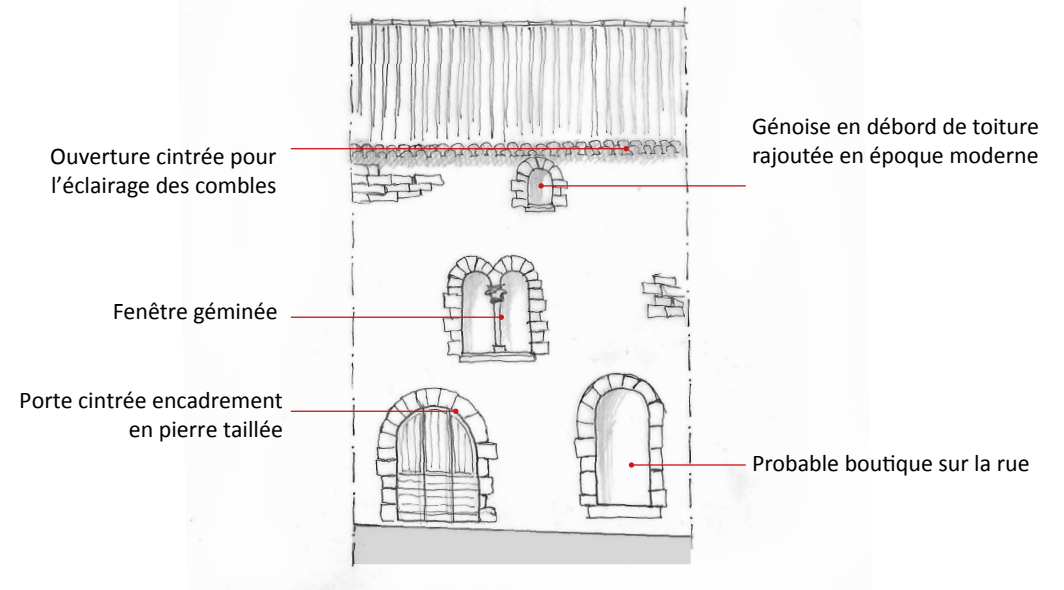 Ouverture cintrée pour
l’éclairage des combles
Génoise en débord de toiture
rajoutée en époque moderne
Fenêtre géminée
Porte cintrée encadrement
en pierre taillée
Probable boutique sur la rue